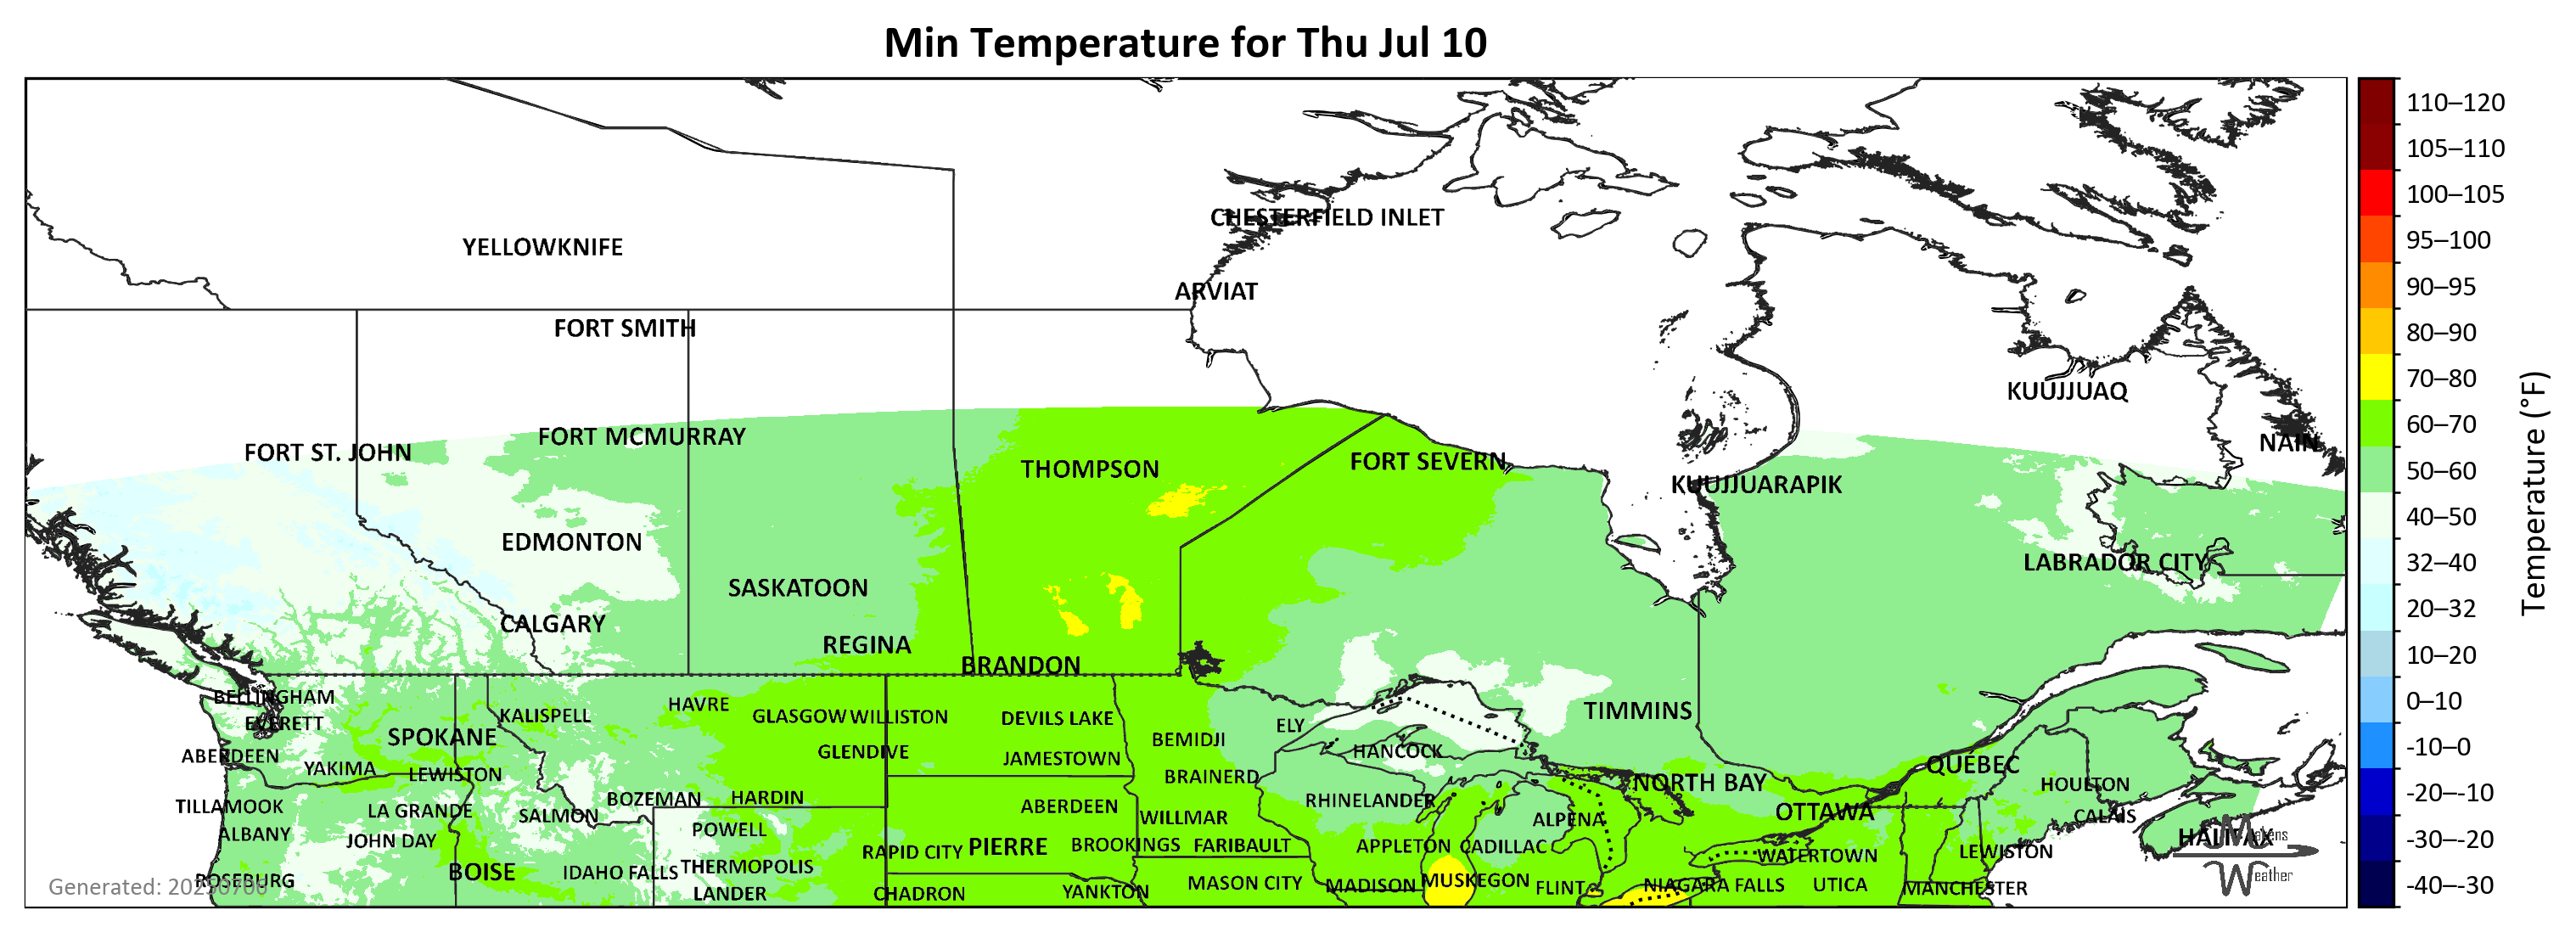 Min Temperature for Thu Jul 10
110–120
105–110
100–105
95–100
90–95
80–90
70–80
60–70
50–60
40–50
32–40
20–32
10–20
0–10
-10–0
-20–-10
-30–-20
-40–-30
Temperature (°F)
CHESTERFIELD INLET
YELLOWKNIFE
ARVIAT
FORT SMITH
KUUJJUAQ
FORT MCMURRAY
NAIN
FORT ST. JOHN
FORT SEVERN
THOMPSON
KUUJJUARAPIK
EDMONTON
LABRADOR CITY
SASKATOON
CALGARY
REGINA
BRANDON
BELLINGHAM
HAVRE
TIMMINS
KALISPELL
GLASGOW
WILLISTON
DEVILS LAKE
EVERETT
ELY
SPOKANE
BEMIDJI
HANCOCK
ABERDEEN
GLENDIVE
JAMESTOWN
QUÉBEC
YAKIMA
LEWISTON
BRAINERD
NORTH BAY
HOULTON
BOZEMAN
HARDIN
RHINELANDER
TILLAMOOK
LA GRANDE
SALMON
ABERDEEN
WILLMAR
OTTAWA
CALAIS
ALPENA
ALBANY
JOHN DAY
POWELL
HALIFAX
Makens
RAPID CITY
PIERRE
BROOKINGS
FARIBAULT
APPLETON
CADILLAC
WATERTOWN
LEWISTON
BOISE
IDAHO FALLS
THERMOPOLIS
Weather
ROSEBURG
Generated: 20250706
MASON CITY
MADISON
MUSKEGON
FLINT
NIAGARA FALLS
UTICA
MANCHESTER
LANDER
CHADRON
YANKTON